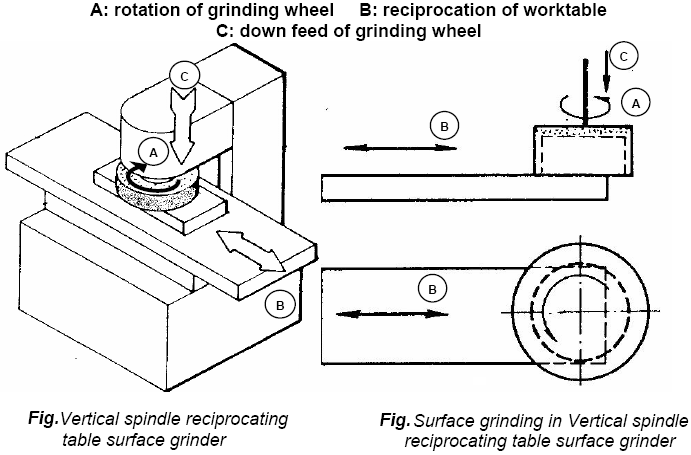 A: rotation of grinding wheel B: reciprocation of worktable
C: down feed of grinding wheel
C
A
B
C
A
B
B
Fig. Vertical spindle reciprocating
table surface grinder
Fig. Surface grinding in Vertical spindle
reciprocating table surface grinder